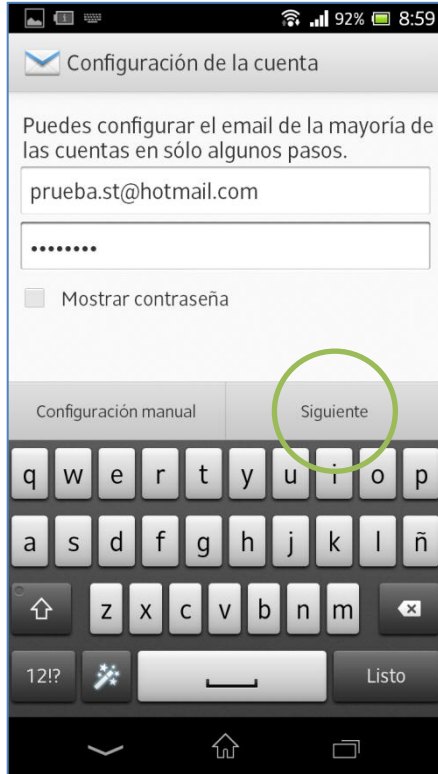 92% 8:59
Configuración de la cuenta
Puedes configurar el email de la mayoría de
las cuentas en sólo algunos pasos.
prueba.st@hotmail.com
••••••••
Mostrar contraseña
Configuración manual Siguiente
q w e r t y u i o p
a s d f g h j k l ñ
z x c v b n m
12!? Listo